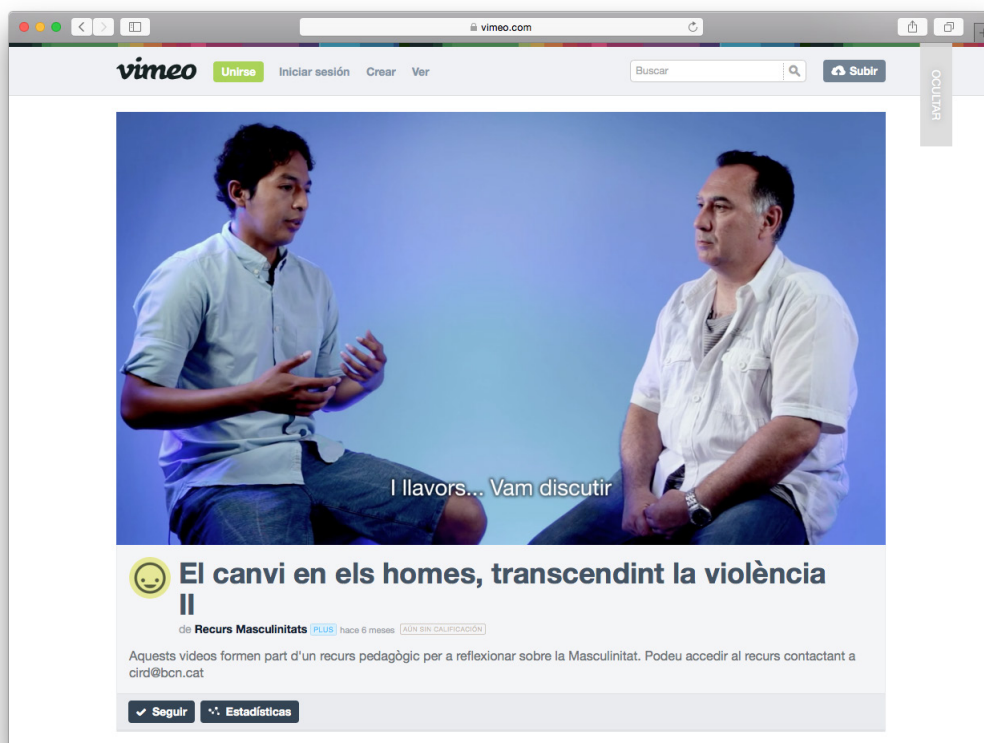 vimeo.com
vimeo Unirse Iniciar sesión Crear Ver Buscar Subir
OCULTAR
I llavors... Vam discutir
El canvi en els homes, transcendint la violència
II
de Recurs Masculinitats PLUS hace 6 meses AÚN SIN CALIFICACIÓN
Aquests videos formen part d'un recurs pedagògic per a reflexionar sobre la Masculinitat. Podeu accedir al recurs contactant a
cird@bcn.cat
Seguir Estadísticas